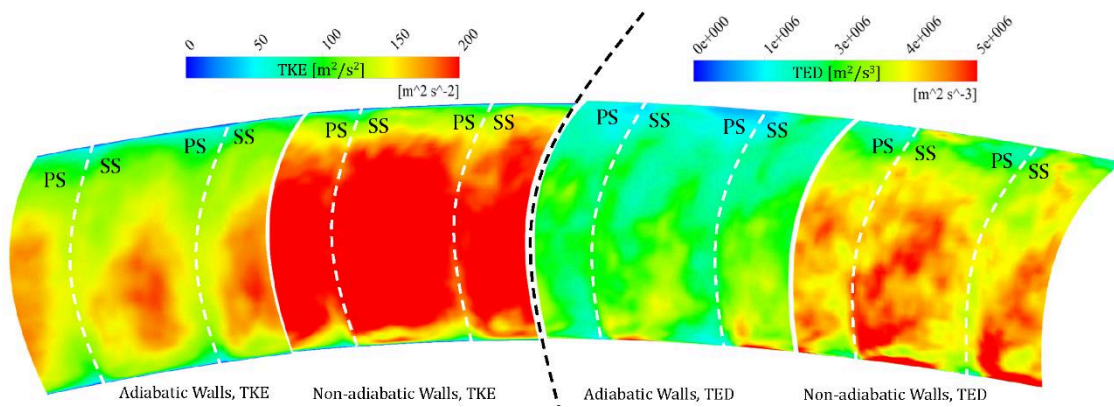 0 50 100 150 200
TKE [m²/s²]
[m^2 s^-2]
0e+000 1e+006 3e+006 4e+006 5e+006
TED [m²/s³]
[m^2 s^-3]
PS SS PS SS PS SS PS SS PS SS PS SS PS SS PS SS
Adiabatic Walls, TKE Non-adiabatic Walls, TKE Adiabatic Walls, TED Non-adiabatic Walls, TED